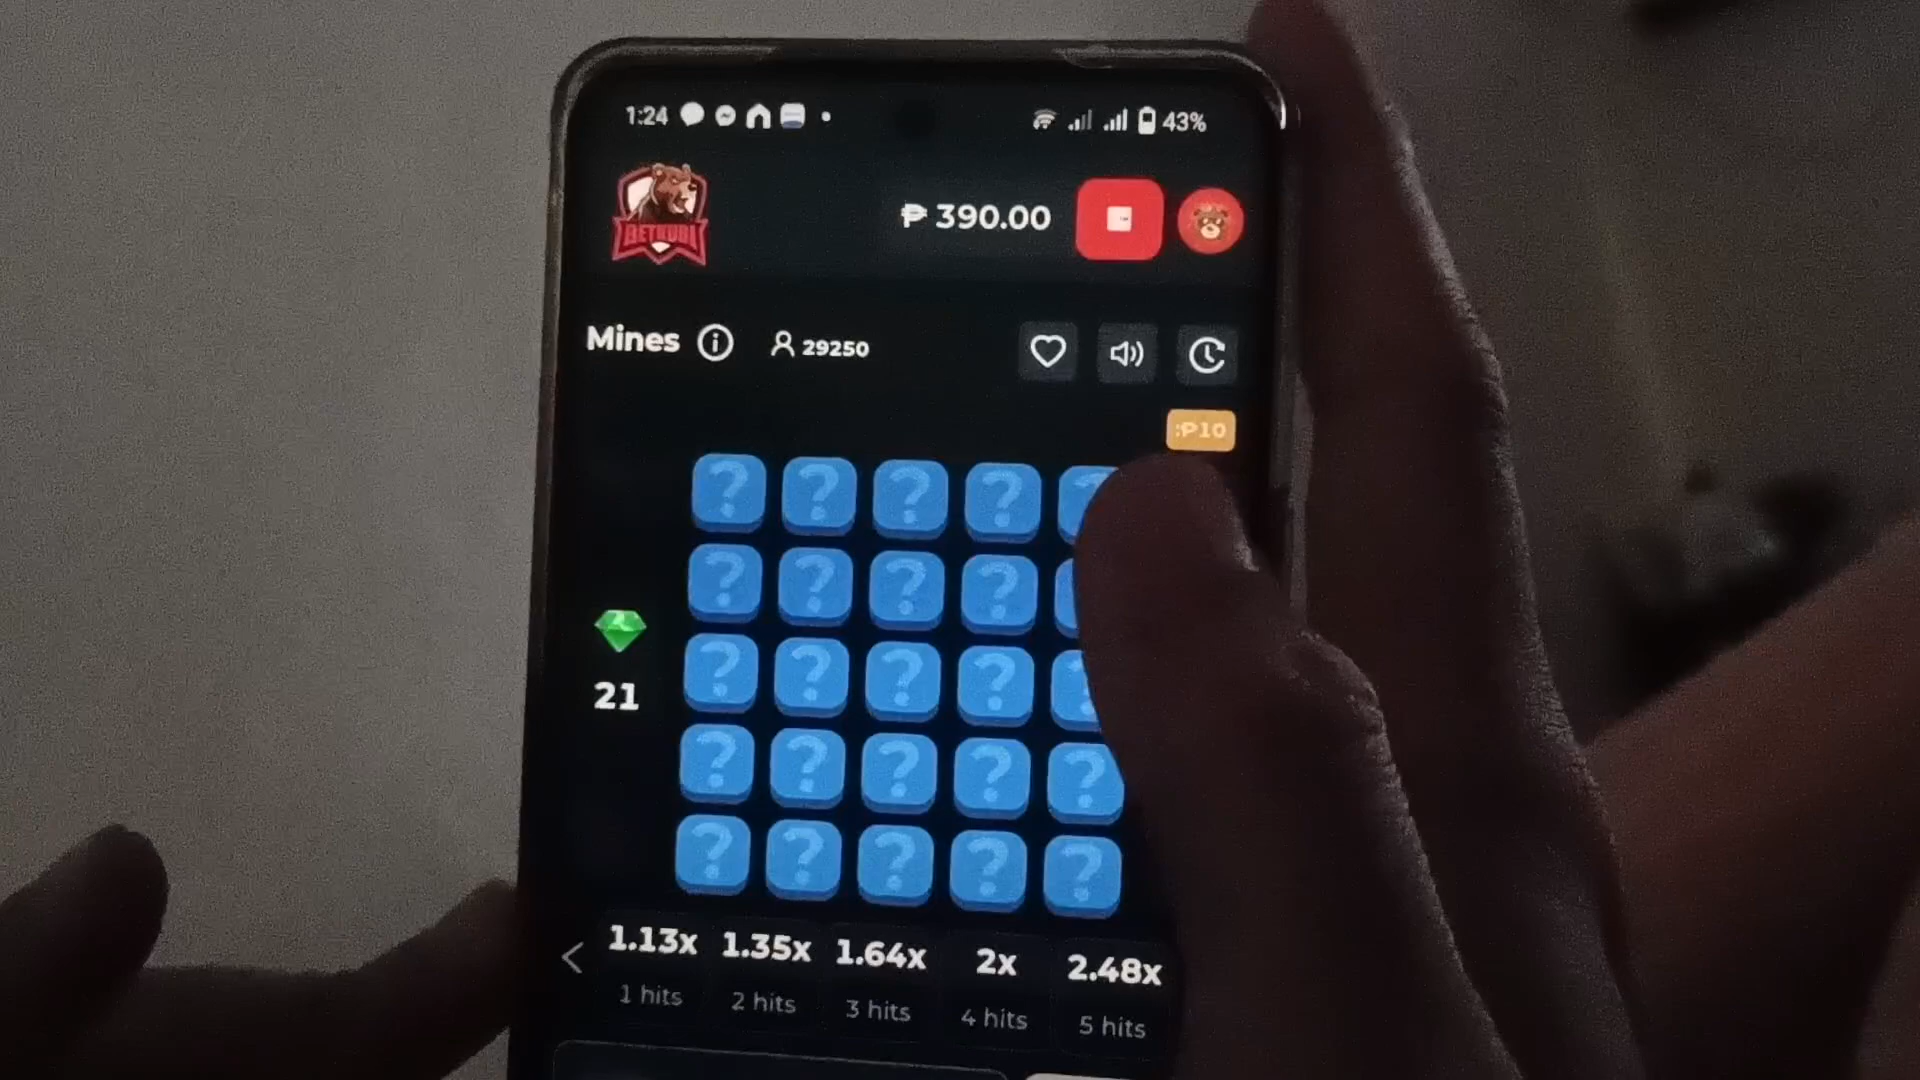 1:24 43%
BETKUBI
₱ 390.00
Mines 29250
:₱10
? ? ? ? ?
? ? ? ?
? ? ? ? ?
? ? ? ? ?
? ? ? ? ?
21
< 1.13x 1.35x 1.64x 2x 2.48x
1 hits 2 hits 3 hits 4 hits 5 hits